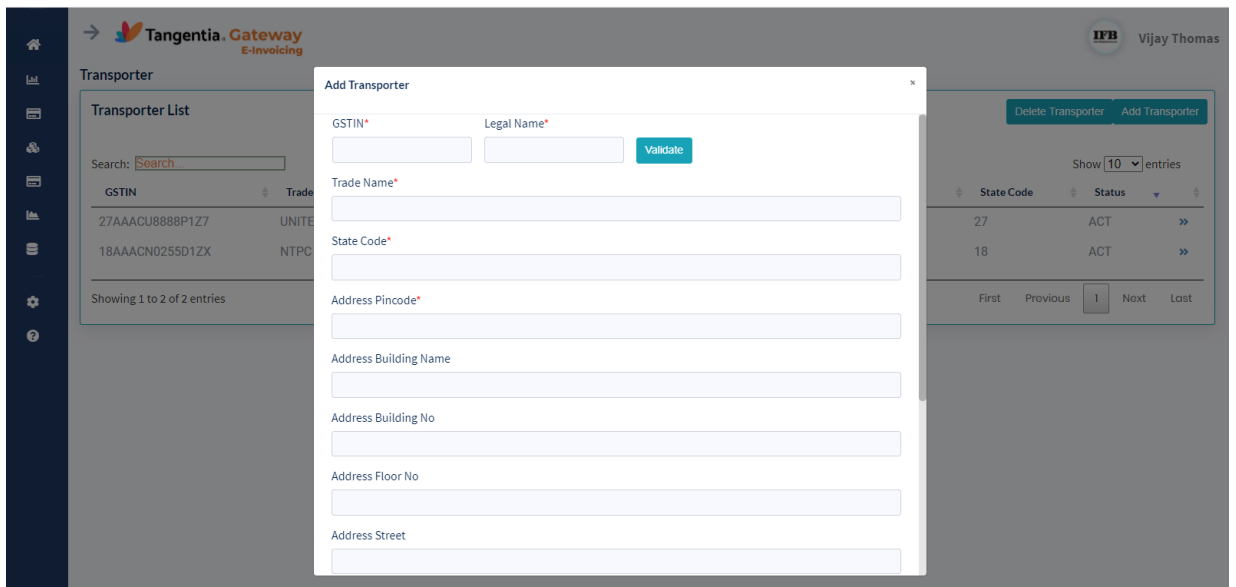 Tangentia. Gateway
E-Invoicing
IFB
Vijay Thomas
Transporter
Transporter List
Delete Transporter
Add Transporter
Search: Search...
Show 10 entries
GSTIN
Trade
State Code
Status
27AAACU8888P1Z7
UNITE
27
ACT
18AAACN0255D1ZX
NTPC
18
ACT
Showing 1 to 2 of 2 entries
First
Previous
1
Next
Last
Add Transporter
×
GSTIN*
Legal Name*
Validate
Trade Name*
State Code*
Address Pincode*
Address Building Name
Address Building No
Address Floor No
Address Street